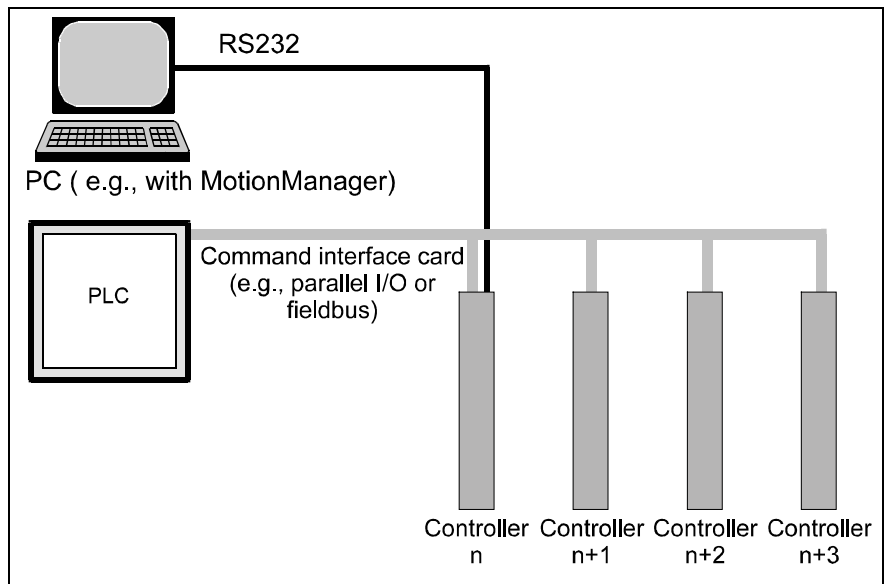 RS232
PC ( e.g., with MotionManager)
PLC
Command interface card
(e.g., parallel I/O or
fieldbus)
Controller
n
Controller
n+1
Controller
n+2
Controller
n+3